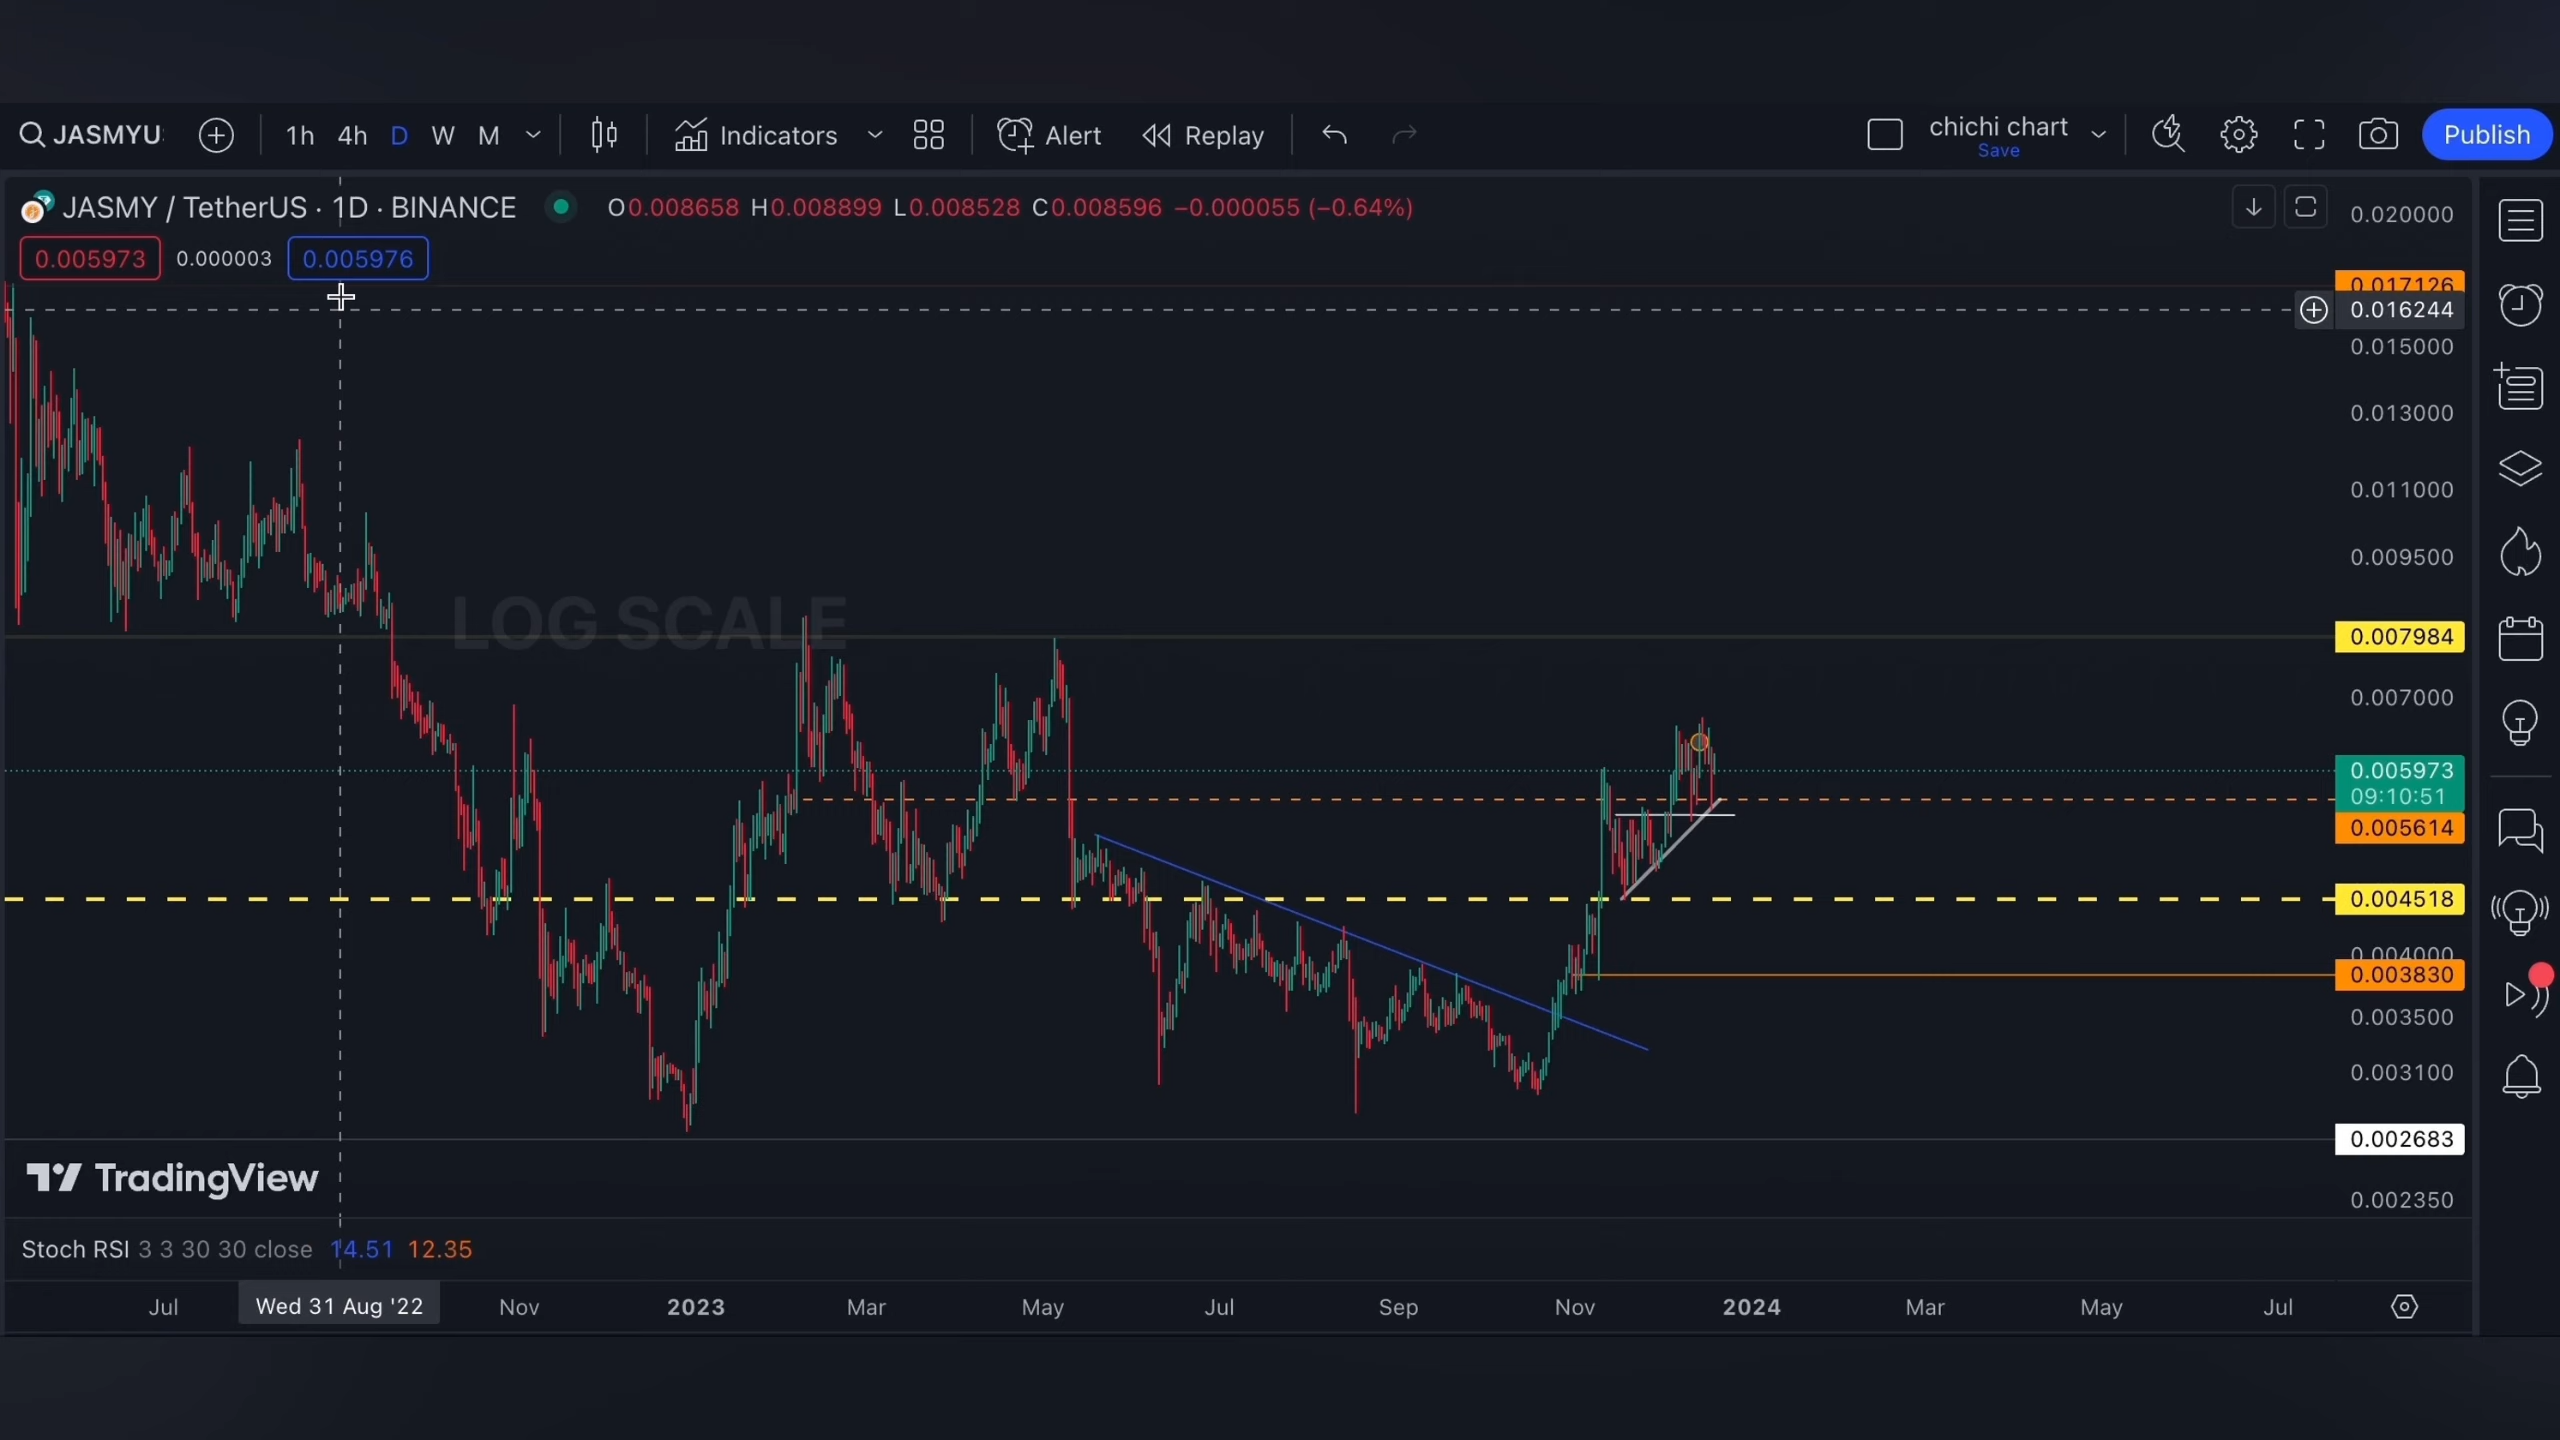 JASMYU
1h 4h D W M Indicators Alert Replay chichi chart Publish
Save
JASMY / TetherUS · 1D · BINANCE O0.008658 H0.008899 L0.008528 C0.008596 −0.000055 (−0.64%)
0.005973 0.000003 0.005976
LOG SCALE
0.020000
0.017126
0.016244
0.015000
0.013000
0.011000
0.009500
0.007984
0.007000
0.005973
09:10:51
0.005614
0.004518
0.004000
0.003830
0.003500
0.003100
0.002683
0.002350
TradingView
Stoch RSI 3 3 30 30 close 14.51 12.35
Jul Wed 31 Aug '22 Nov 2023 Mar May Jul Sep Nov 2024 Mar May Jul